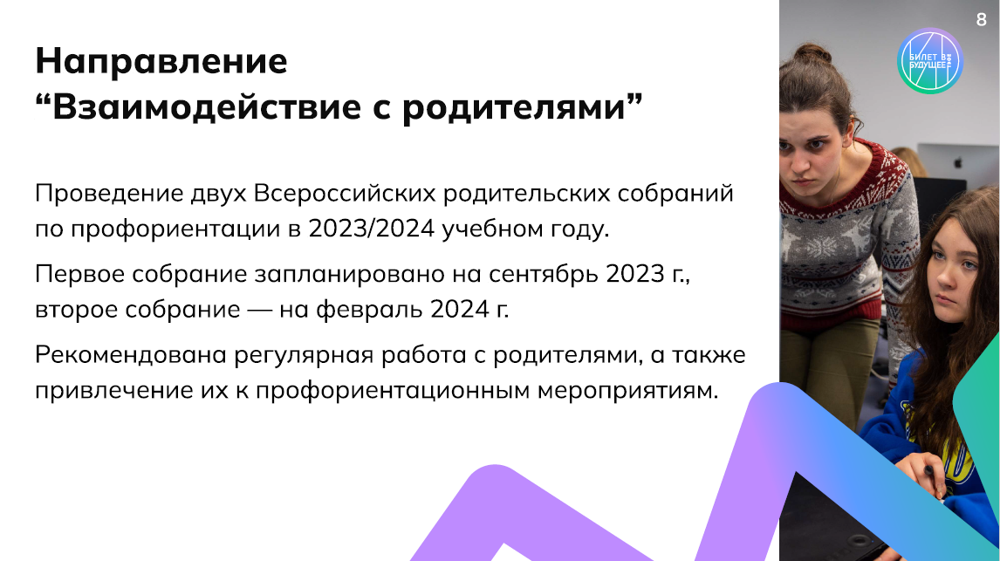 8
БИЛЕТ В
БУДУЩЕЕ
Направление
“Взаимодействие с родителями”
Проведение двух Всероссийских родительских собраний
по профориентации в 2023/2024 учебном году.
Первое собрание запланировано на сентябрь 2023 г.,
второе собрание — на февраль 2024 г.
Рекомендована регулярная работа с родителями, а также
привлечение их к профориентационным мероприятиям.